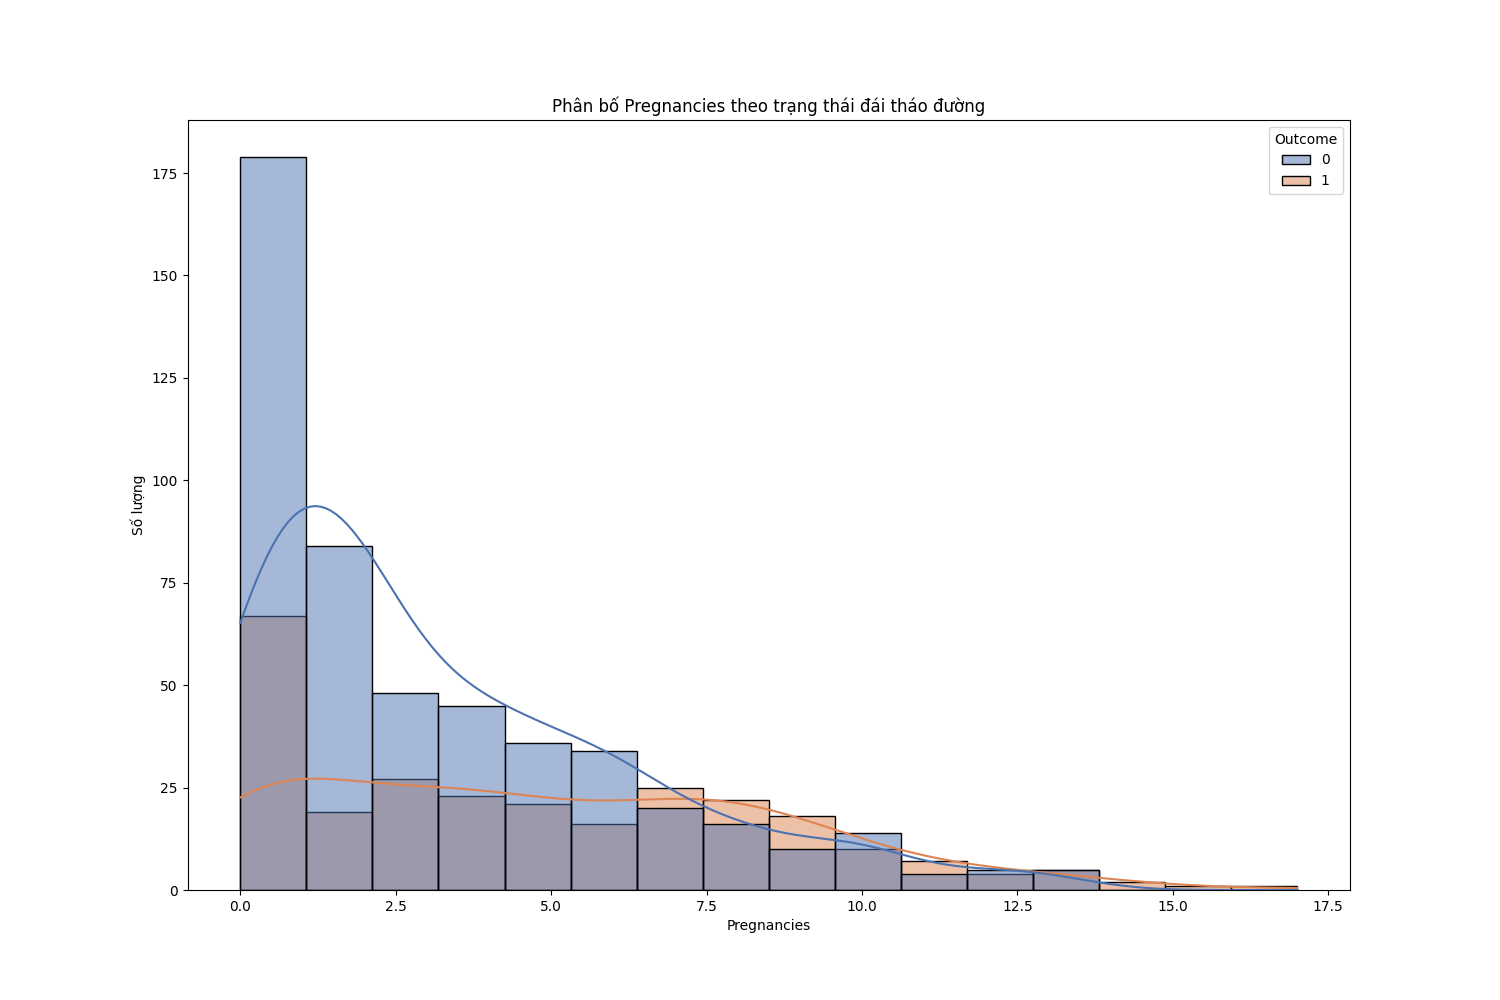 Phân bố Pregnancies theo trạng thái đái tháo đường
Outcome
0
1
175
150
125
100
75
50
25
0
Số lượng
0.0 2.5 5.0 7.5 10.0 12.5 15.0 17.5
Pregnancies